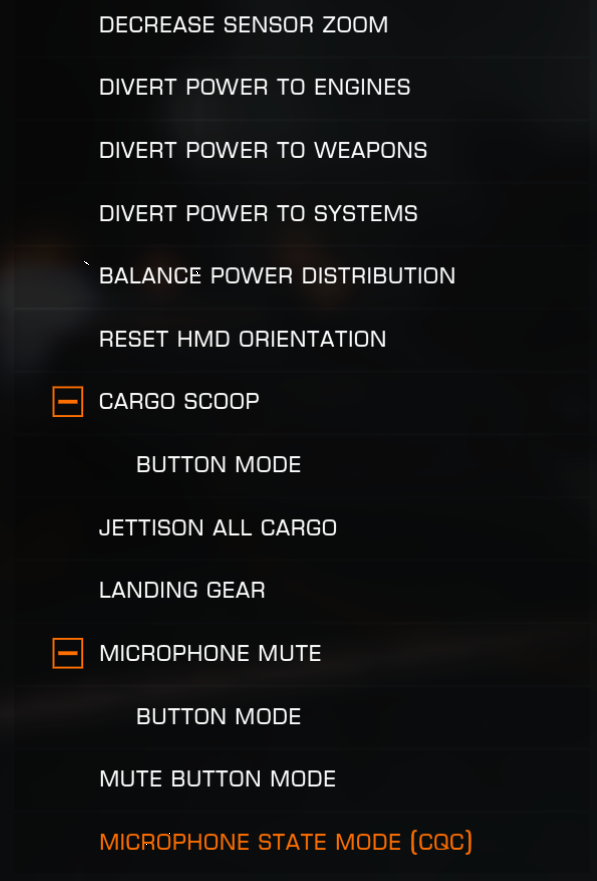 DECREASE SENSOR ZOOM
DIVERT POWER TO ENGINES
DIVERT POWER TO WEAPONS
DIVERT POWER TO SYSTEMS
BALANCE POWER DISTRIBUTION
RESET HMD ORIENTATION
CARGO SCOOP
BUTTON MODE
JETTISON ALL CARGO
LANDING GEAR
MICROPHONE MUTE
BUTTON MODE
MUTE BUTTON MODE
MICROPHONE STATE MODE (CQC)